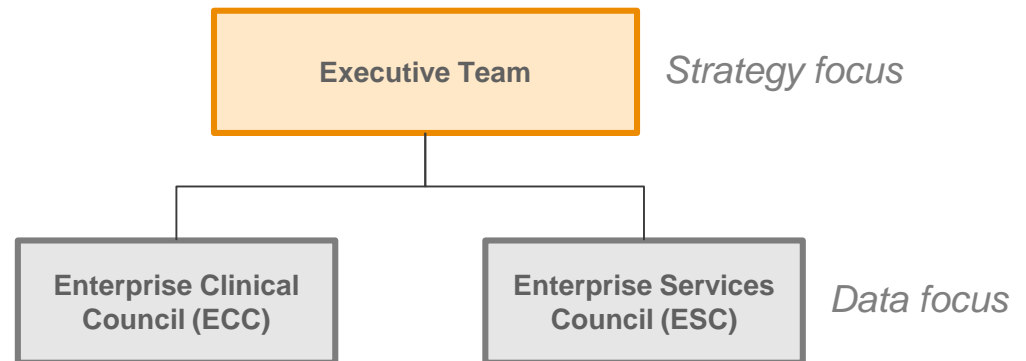 Executive Team
Strategy focus
Enterprise Clinical
Council (ECC)
Enterprise Services
Council (ESC)
Data focus